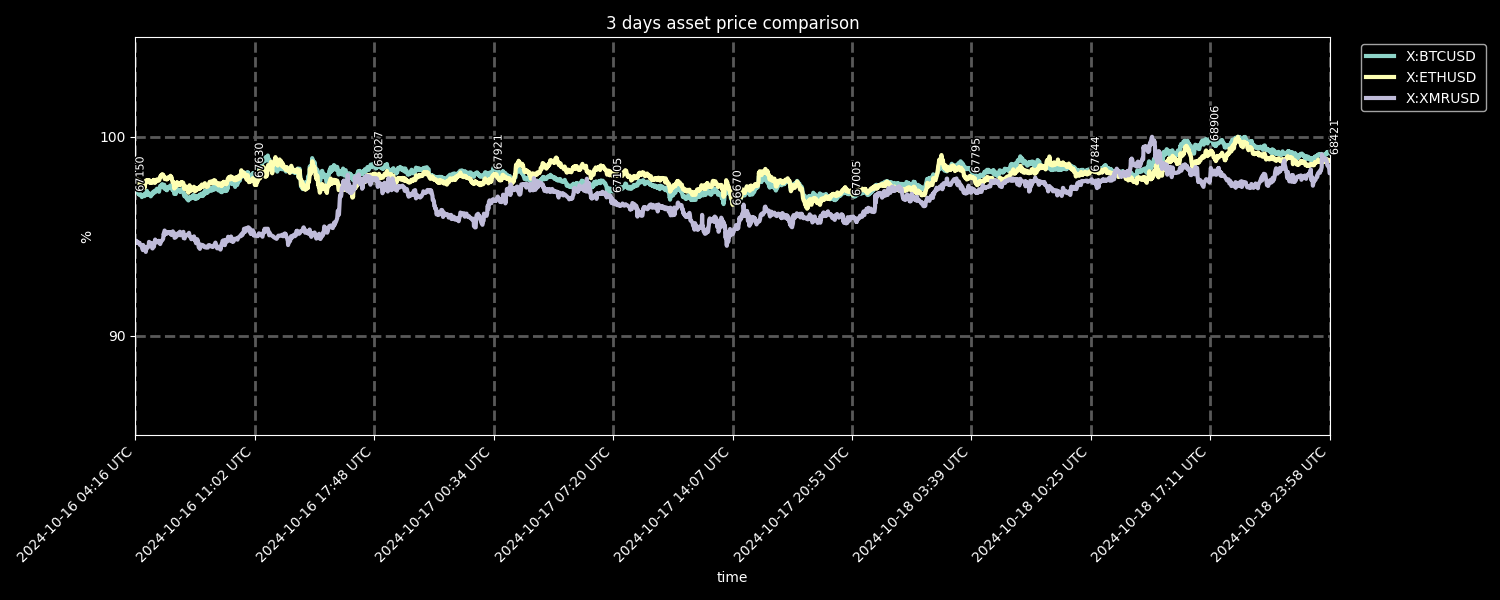 3 days asset price comparison
X:BTCUSD
X:ETHUSD
X:XMRUSD
%
100
90
67150
67630
68027
67921
67105
66670
67005
67795
67844
68906
68421
2024-10-16 04:16 UTC
2024-10-16 11:02 UTC
2024-10-16 17:48 UTC
2024-10-17 00:34 UTC
2024-10-17 07:20 UTC
2024-10-17 14:07 UTC
2024-10-17 20:53 UTC
2024-10-18 03:39 UTC
2024-10-18 10:25 UTC
2024-10-18 17:11 UTC
2024-10-18 23:58 UTC
time